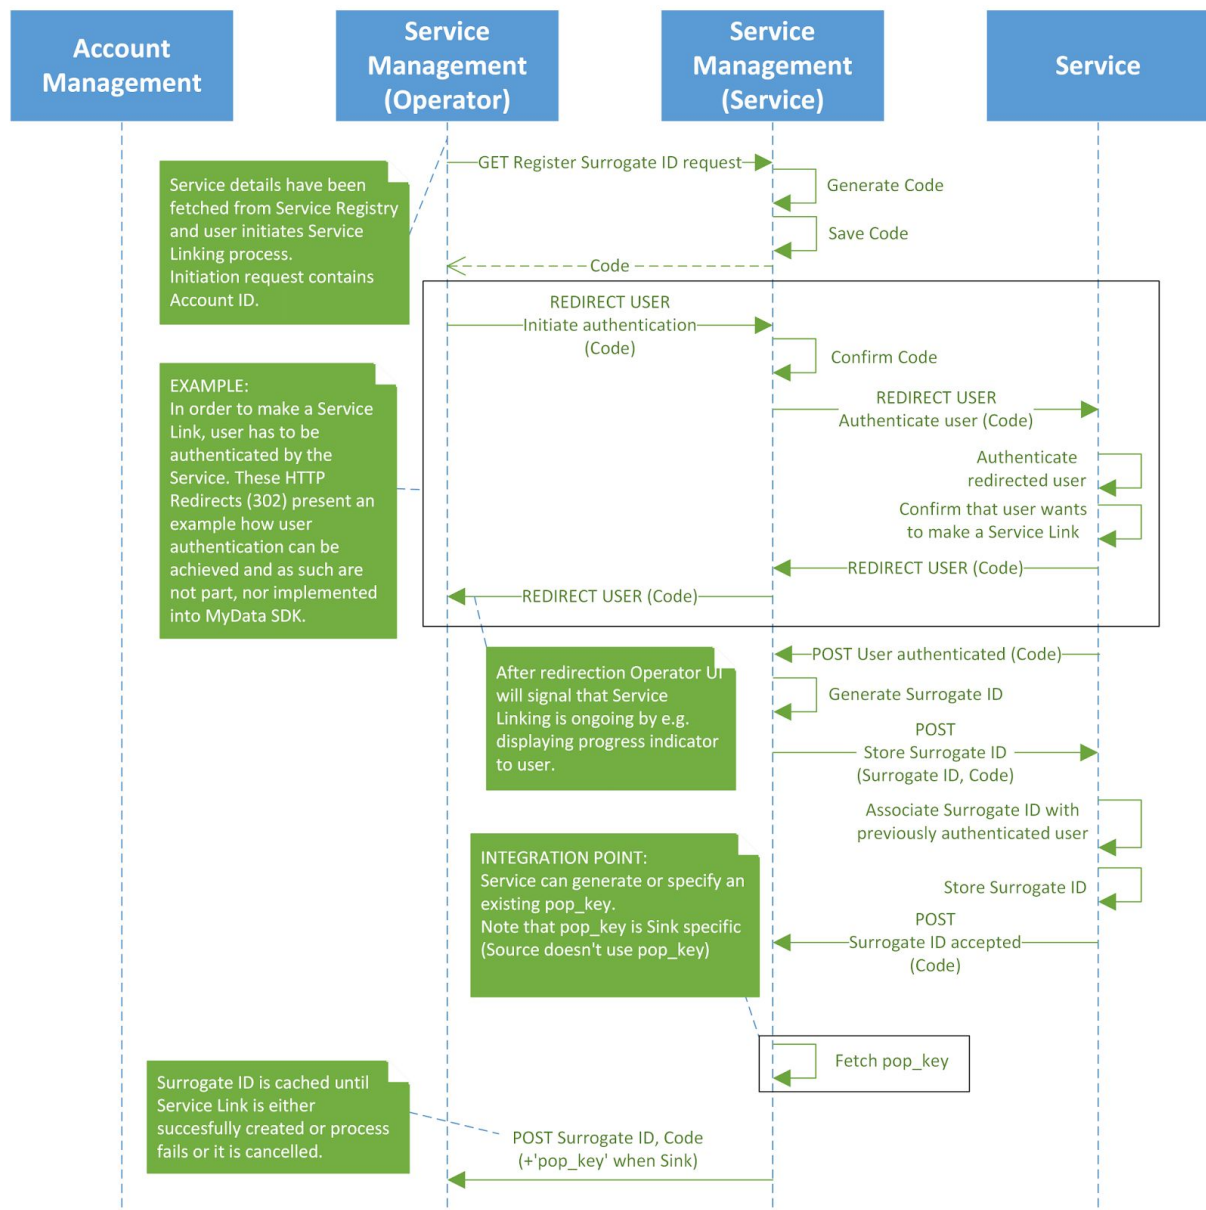 Account
Management
Service
Management
(Operator)
Service
Management
(Service)
Service
GET Register Surrogate ID request
Generate Code
Save Code
Code
Service details have been
fetched from Service Registry
and user initiates Service
Linking process.
Initiation request contains
Account ID.
REDIRECT USER
Initiate authentication
(Code)
Confirm Code
REDIRECT USER
Authenticate user (Code)
Authenticate
redirected user
Confirm that user wants
to make a Service Link
REDIRECT USER (Code)
REDIRECT USER (Code)
EXAMPLE:
In order to make a Service
Link, user has to be
authenticated by the
Service. These HTTP
Redirects (302) present an
example how user
authentication can be
achieved and as such are
not part, nor implemented
into MyData SDK.
POST User authenticated (Code)
After redirection Operator UI
will signal that Service
Linking is ongoing by e.g.
displaying progress indicator
to user.
Generate Surrogate ID
POST
Store Surrogate ID
(Surrogate ID, Code)
Associate Surrogate ID with
previously authenticated user
Store Surrogate ID
INTEGRATION POINT:
Service can generate or specify an
existing pop_key.
Note that pop_key is Sink specific
(Source doesn't use pop_key)
POST
Surrogate ID accepted
(Code)
Fetch pop_key
Surrogate ID is cached until
Service Link is either
succesfully created or process
fails or it is cancelled.
POST Surrogate ID, Code
(+'pop_key' when Sink)